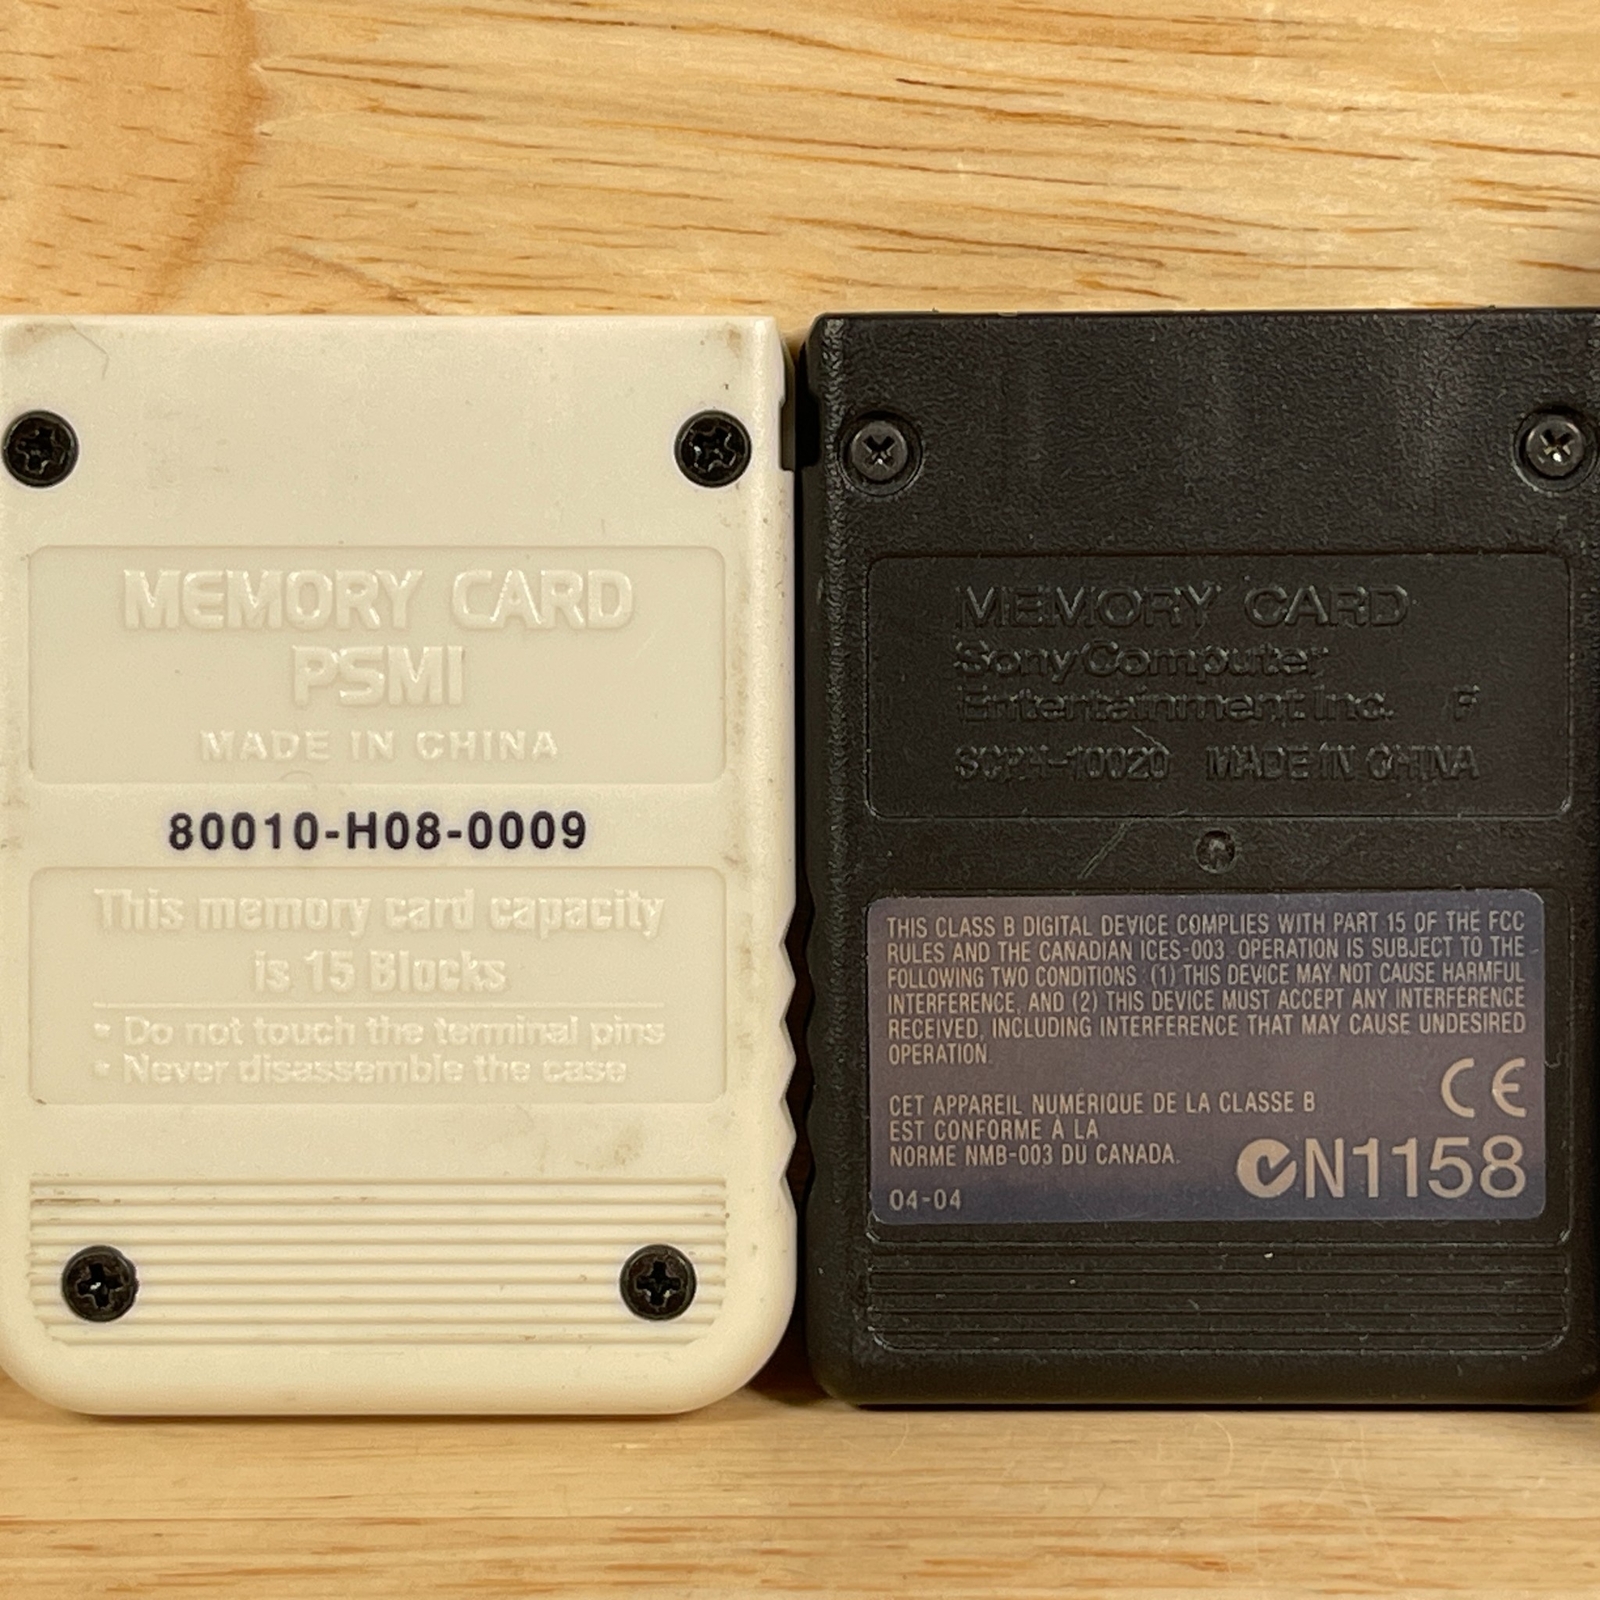 MEMORY CARD
PSMI
MADE IN CHINA
80010-H08-0009
This memory card capacity
is 15 Blocks
• Do not touch the terminal pins
• Never disassemble the case
MEMORY CARD
Sony Computer
Entertainment Inc. F
SCPH-10020 MADE IN CHINA
THIS CLASS B DIGITAL DEVICE COMPLIES WITH PART 15 OF THE FCC
RULES AND THE CANADIAN ICES-003. OPERATION IS SUBJECT TO THE
FOLLOWING TWO CONDITIONS: (1) THIS DEVICE MAY NOT CAUSE HARMFUL
INTERFERENCE, AND (2) THIS DEVICE MUST ACCEPT ANY INTERFERENCE
RECEIVED, INCLUDING INTERFERENCE THAT MAY CAUSE UNDESIRED
OPERATION.
CET APPAREIL NUMÉRIQUE DE LA CLASSE B
EST CONFORME À LA
NORME NMB-003 DU CANADA.
CE
N1158
04-04